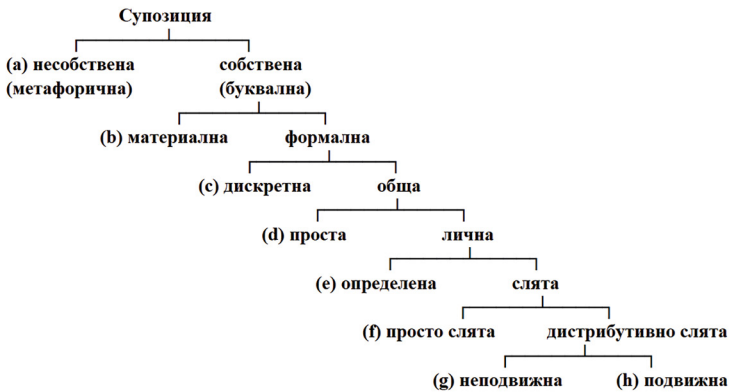 Супозиция
(a) несобствена собствена
(метафорична) (буквална)
(b) материална формална
(c) дискретна обща
(d) проста лична
(e) определена слята
(f) просто слята дистрибутивно слята
(g) неподвижна (h) подвижна